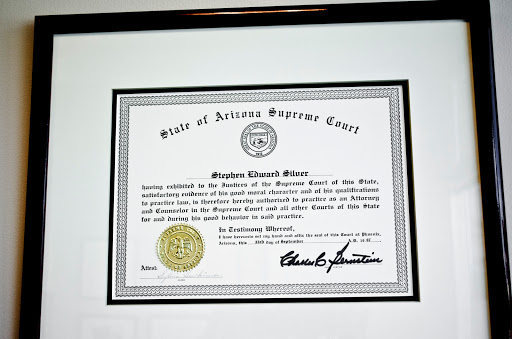 State of Arizona Supreme Court
Stephen Edward Silver
having exhibited to the Justices of the Supreme Court of this State,
satisfactory evidence of his good moral character and of his qualifications
to practice law, is therefore hereby authorized to practice as an Attorney
and Counselor in the Supreme Court and all other Courts of this State
for and during his good behavior in said practice.
In Testimony Whereof,
I have hereunto set my hand and affix the seal of this Court at Phoenix,
Arizona, this day of September A.D. 19
Attest: